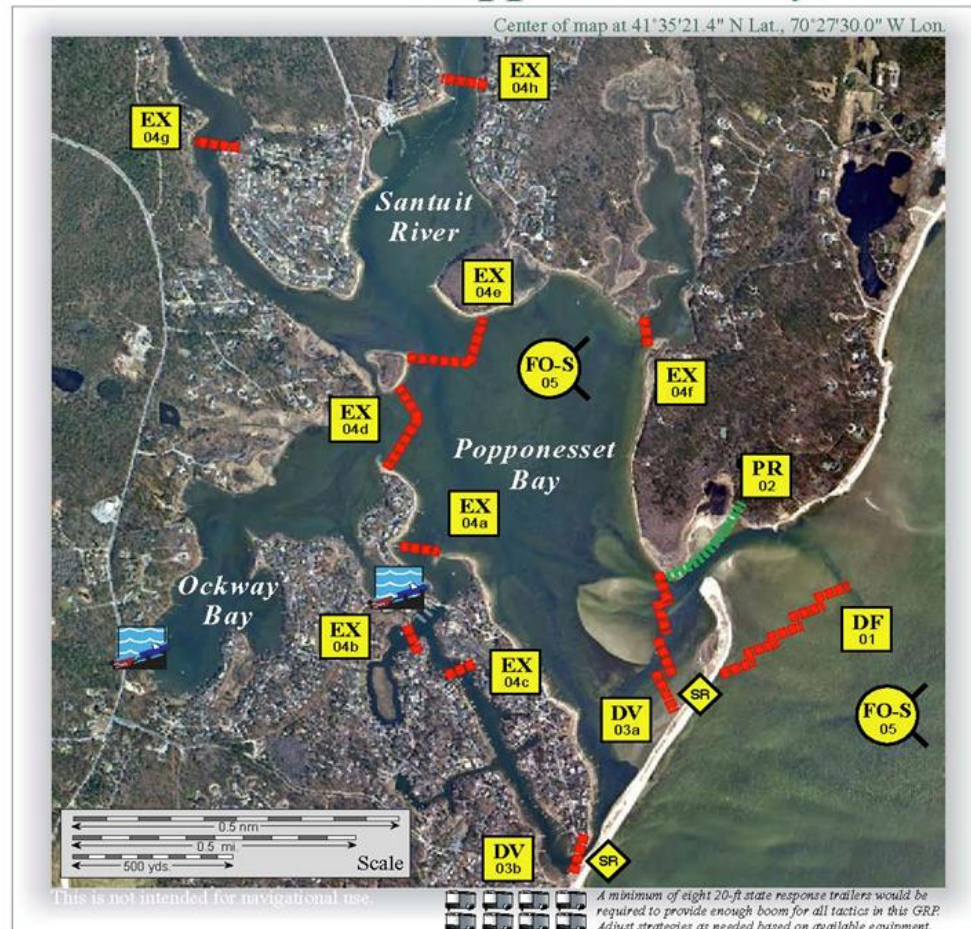 Center of map at 41°35'21.4" N Lat., 70°27'30.0" W Lon.
EX
04h
EX
04g
Santuit
River
EX
04e
FO-S
05
EX
04f
EX
04d
Popponesset
Bay
PR
02
EX
04a
Ockway
Bay
EX
04b
EX
04c
DF
01
SR
DV
03a
FO-S
05
0.5 nm
0.5 mi.
500 yds.
Scale
DV
03b
SR
This is not intended for navigational use.
A minimum of eight 20-ft state response trailers would be
required to provide enough boom for all tactics in this GRP.
Adjust strategies as needed based on available equipment.